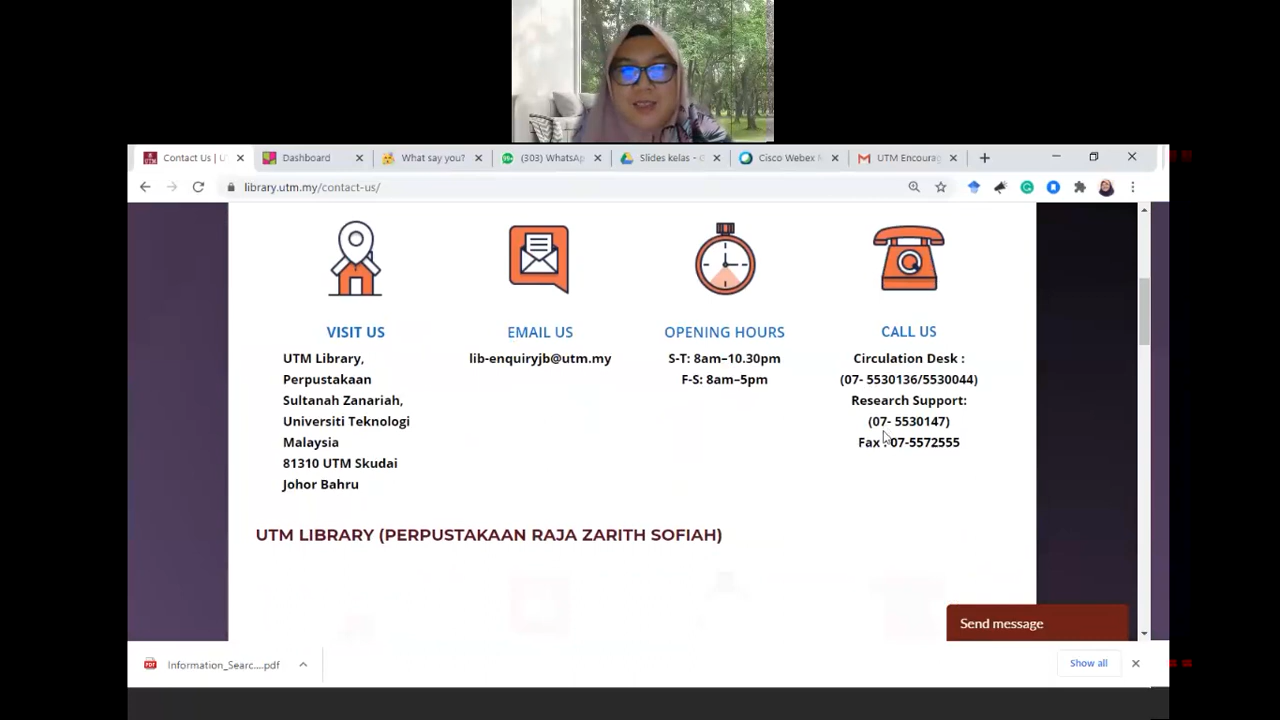 Contact Us | U
Dashboard
What say you?
(303) WhatsAp
Slides kelas - 
Cisco Webex M
UTM Encourag
library.utm.my/contact-us/
VISIT US
UTM Library,
Perpustakaan
Sultanah Zanariah,
Universiti Teknologi
Malaysia
81310 UTM Skudai
Johor Bahru
EMAIL US
lib-enquiryjb@utm.my
OPENING HOURS
S-T: 8am–10.30pm
F-S: 8am–5pm
CALL US
Circulation Desk :
(07- 5530136/5530044)
Research Support:
(07- 5530147)
Fax : 07-5572555
UTM LIBRARY (PERPUSTAKAAN RAJA ZARITH SOFIAH)
Send message
PDF
Information_Searc....pdf
Show all